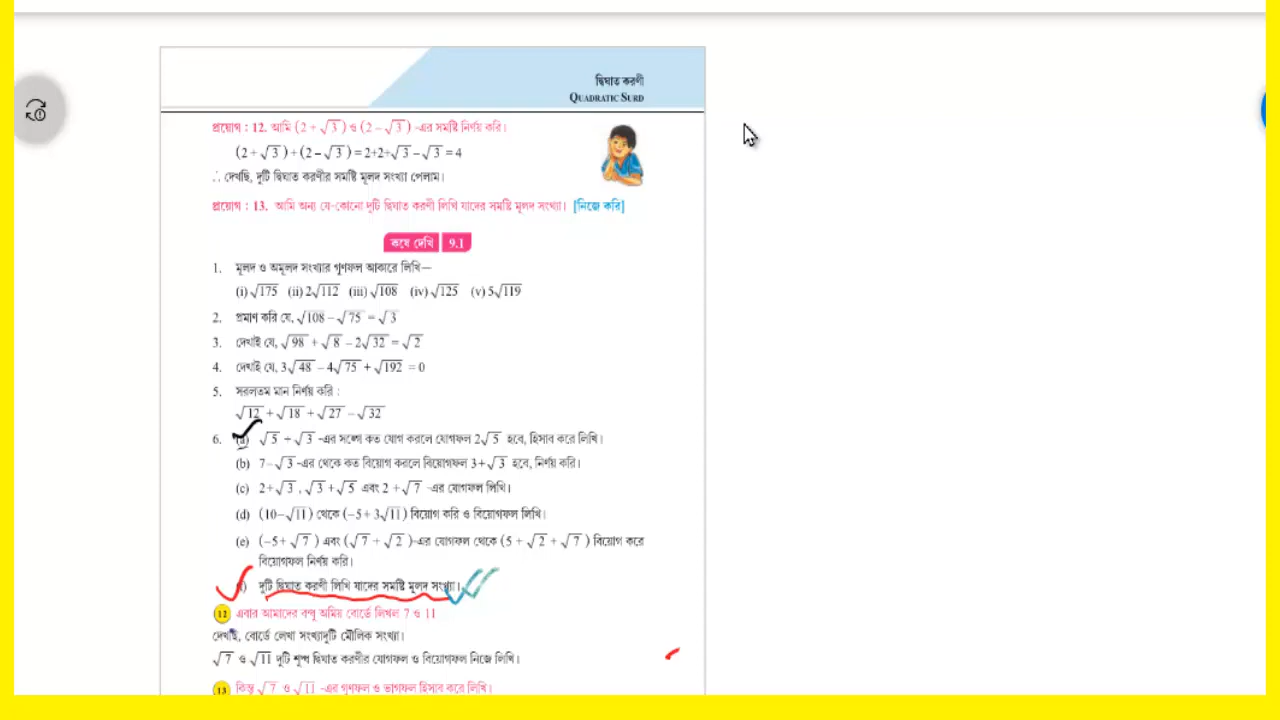 দ্বিঘাত করণী
QUADRATIC SURD
প্রয়োগ : 12. আমি (2 + √3) ও (2 – √3) -এর সমষ্টি নির্ণয় করি।
(2 + √3) + (2 – √3) = 2+2+√3 – √3 = 4
∴ দেখছি, দুটি দ্বিঘাত করণীর সমষ্টি মূলদ সংখ্যা পেলাম।
প্রয়োগ : 13. আমি অন্য যে-কোনো দুটি দ্বিঘাত করণী লিখি যাদের সমষ্টি মূলদ সংখ্যা। [নিজে করি]
কষে দেখি 9.1
1. মূলদ ও অমূলদ সংখ্যার গুণফল আকারে লিখি—
(i) √175 (ii) 2√112 (iii) √108 (iv) √125 (v) 5√119
2. প্রমাণ করি যে, √108 – √75 = √3
3. দেখাই যে, √98 + √8 – 2√32 = √2
4. দেখাই যে, 3√48 – 4√75 + √192 = 0
5. সরলতম মান নির্ণয় করি :
√12 + √18 + √27 – √32
6. (a) √5 + √3 -এর সঙ্গে কত যোগ করলে যোগফল 2√5 হবে, হিসাব করে লিখি।
(b) 7 – √3 -এর থেকে কত বিয়োগ করলে বিয়োগফল 3 + √3 হবে, নির্ণয় করি।
(c) 2 + √3, √3 + √5 এবং 2 + √7 -এর যোগফল লিখি।
(d) (10 – √11) থেকে (–5 + 3√11) বিয়োগ করি ও বিয়োগফল লিখি।
(e) (–5 + √7) এবং (√7 + √2) -এর যোগফল থেকে (5 + √2 + √7) বিয়োগ করে
বিয়োগফল নির্ণয় করি।
দুটি দ্বিঘাত করণী লিখি যাদের সমষ্টি মূলদ সংখ্যা।
12 এবার আমাদের বন্ধু অমিয় বোর্ডে লিখল 7 ও 11
দেখছি, বোর্ডে লেখা সংখ্যাদুটি মৌলিক সংখ্যা।
√7 ও √11 দুটি শুদ্ধ দ্বিঘাত করণীর যোগফল ও বিয়োগফল নিজে লিখি।
13 কিন্তু √7 ও √11 -এর গুণফল ও ভাগফল হিসাব করে লিখি।